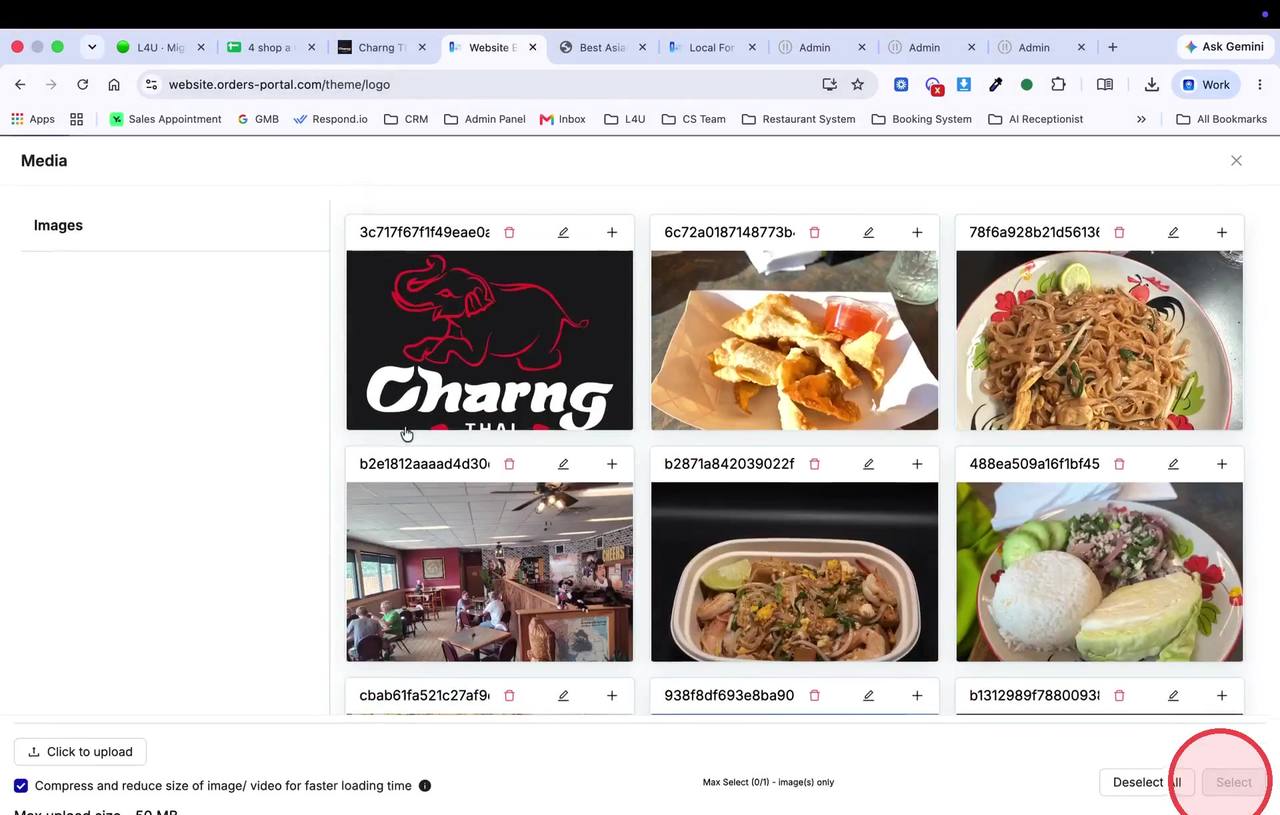 L4U · Mig
4 shop a
Charng T
Website E
Best Asia
Local For
Admin
Admin
Admin
Ask Gemini
website.orders-portal.com/theme/logo
Work
Apps
Sales Appointment
GMB
Respond.io
CRM
Admin Panel
Inbox
L4U
CS Team
Restaurant System
Booking System
AI Receptionist
All Bookmarks
Media
Images
3c717f67f1f49eae0a
6c72a0187148773b
78f6a928b21d56136
Charng
THAI
b2e1812aaaad4d30
b2871a842039022f
488ea509a16f1bf45
CHEERS
cbab61fa521c27af9
938f8df693e8ba90
b1312989f7880093
Click to upload
Compress and reduce size of image/ video for faster loading time
Max Select (0/1) - image(s) only
Deselect All
Select
Max upload size - 50 MB